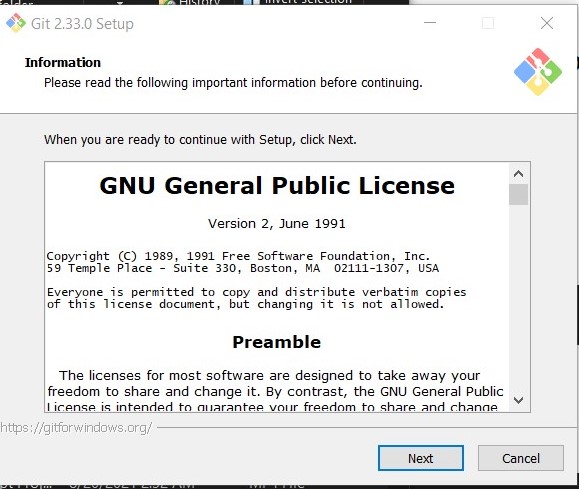 History
Invert selection
Git 2.33.0 Setup
Information
Please read the following important information before continuing.
When you are ready to continue with Setup, click Next.
GNU General Public License
Version 2, June 1991
Copyright (C) 1989, 1991 Free Software Foundation, Inc.
59 Temple Place - Suite 330, Boston, MA  02111-1307, USA
Everyone is permitted to copy and distribute verbatim copies
of this license document, but changing it is not allowed.
Preamble
The licenses for most software are designed to take away your
freedom to share and change it. By contrast, the GNU General Public
License is intended to guarantee your freedom to share and change
https://gitforwindows.org/
Next
Cancel